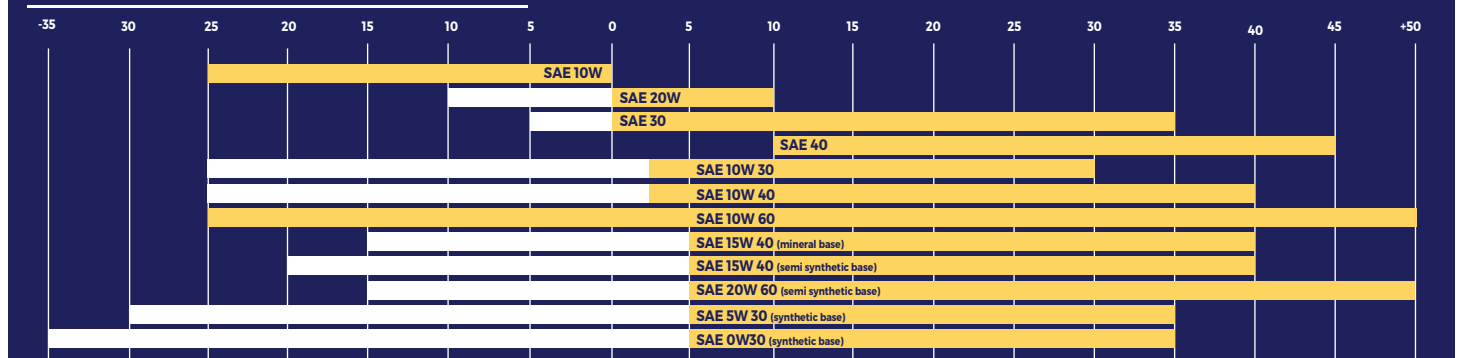 -35 30 25 20 15 10 5 0 5 10 15 20 25 30 35 40 45 +50
SAE 10W
SAE 20W
SAE 30
SAE 40
SAE 10W 30
SAE 10W 40
SAE 10W 60
SAE 15W 40 (mineral base)
SAE 15W 40 (semi synthetic base)
SAE 20W 60 (semi synthetic base)
SAE 5W 30 (synthetic base)
SAE 0W30 (synthetic base)